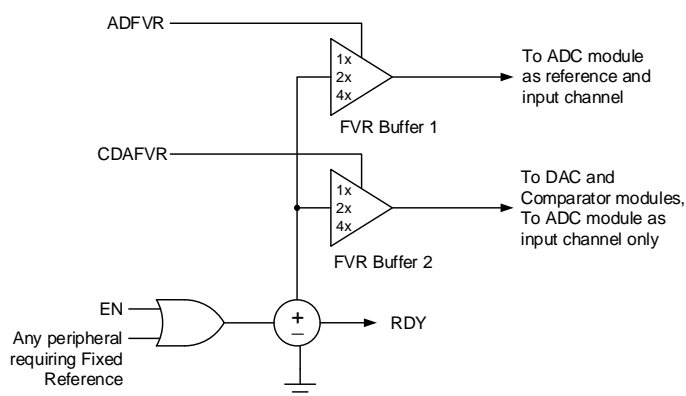 ADFVR
1x
2x
4x
To ADC module
as reference and
input channel
FVR Buffer 1
CDAFVR
1x
2x
4x
To DAC and
Comparator modules,
To ADC module as
input channel only
FVR Buffer 2
EN
Any peripheral
requiring Fixed
Reference
+
−
RDY